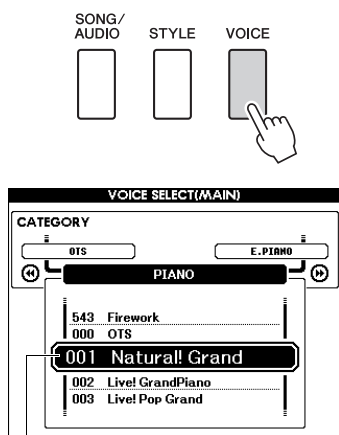 SONG/
AUDIO
STYLE
VOICE
VOICE SELECT(MAIN)
CATEGORY
OTS
E.PIANO
PIANO
543 Firework
000 OTS
001 Natural! Grand
002 Live! GrandPiano
003 Live! Pop Grand